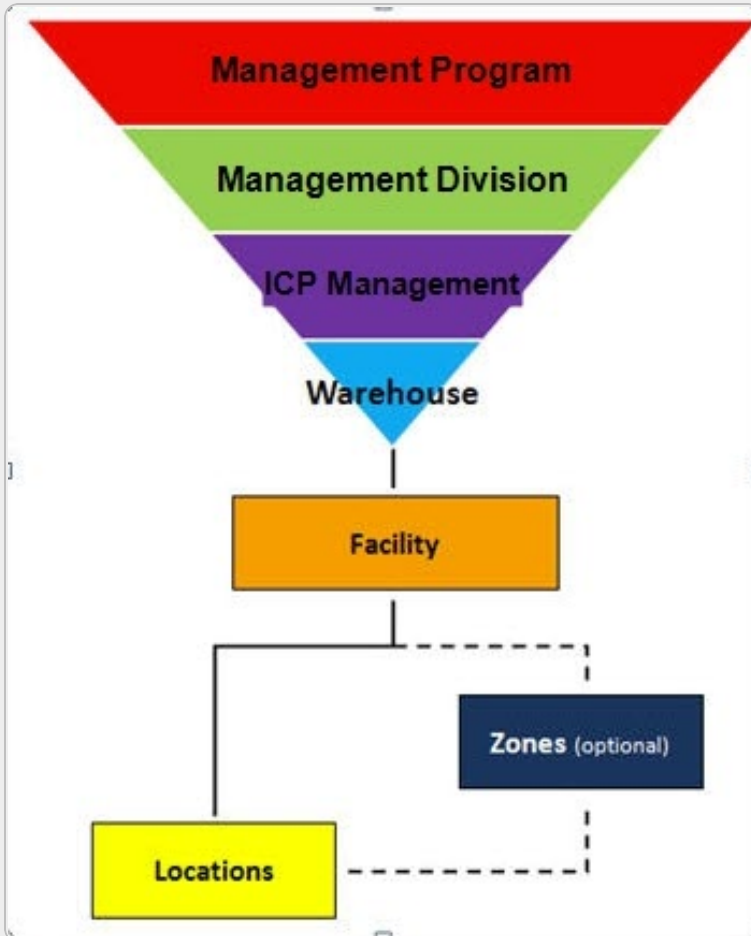 Management Program
Management Division
ICP Management
Warehouse
Facility
Zones (optional)
Locations